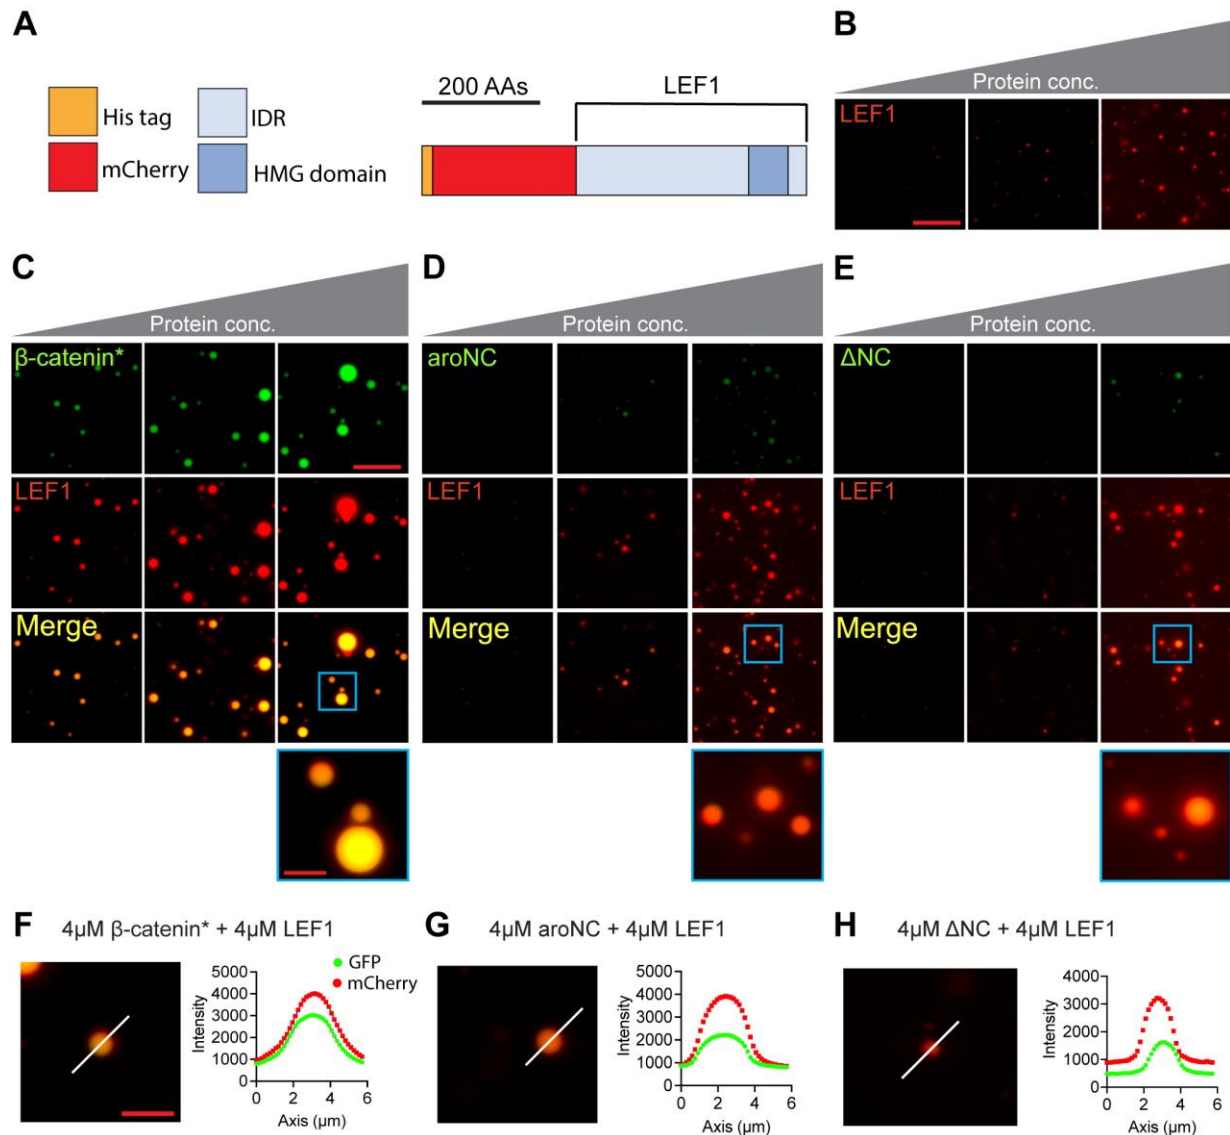 A
His tag
IDR
mCherry
HMG domain
200 AAs
LEF1
B
Protein conc.
LEF1
C
Protein conc.
β-catenin*
LEF1
Merge
D
Protein conc.
aroNC
LEF1
Merge
E
Protein conc.
ΔNC
LEF1
Merge
F
4µM β-catenin* + 4µM LEF1
GFP
mCherry
Intensity
5000
4000
3000
2000
1000
0
0 2 4 6
Axis (µm)
G
4µM aroNC + 4µM LEF1
Intensity
5000
4000
3000
2000
1000
0
0 2 4 6
Axis (µm)
H
4µM ΔNC + 4µM LEF1
Intensity
4000
3000
2000
1000
0
0 2 4 6
Axis (µm)